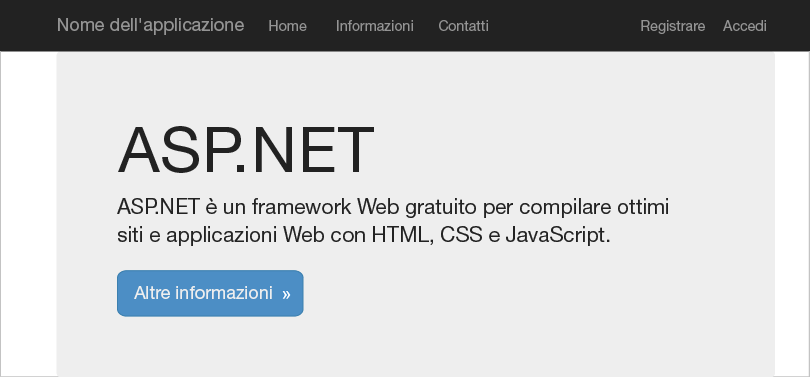 Nome dell'applicazione Home Informazioni Contatti Registrare Accedi
ASP.NET
ASP.NET è un framework Web gratuito per compilare ottimi
siti e applicazioni Web con HTML, CSS e JavaScript.
Altre informazioni »